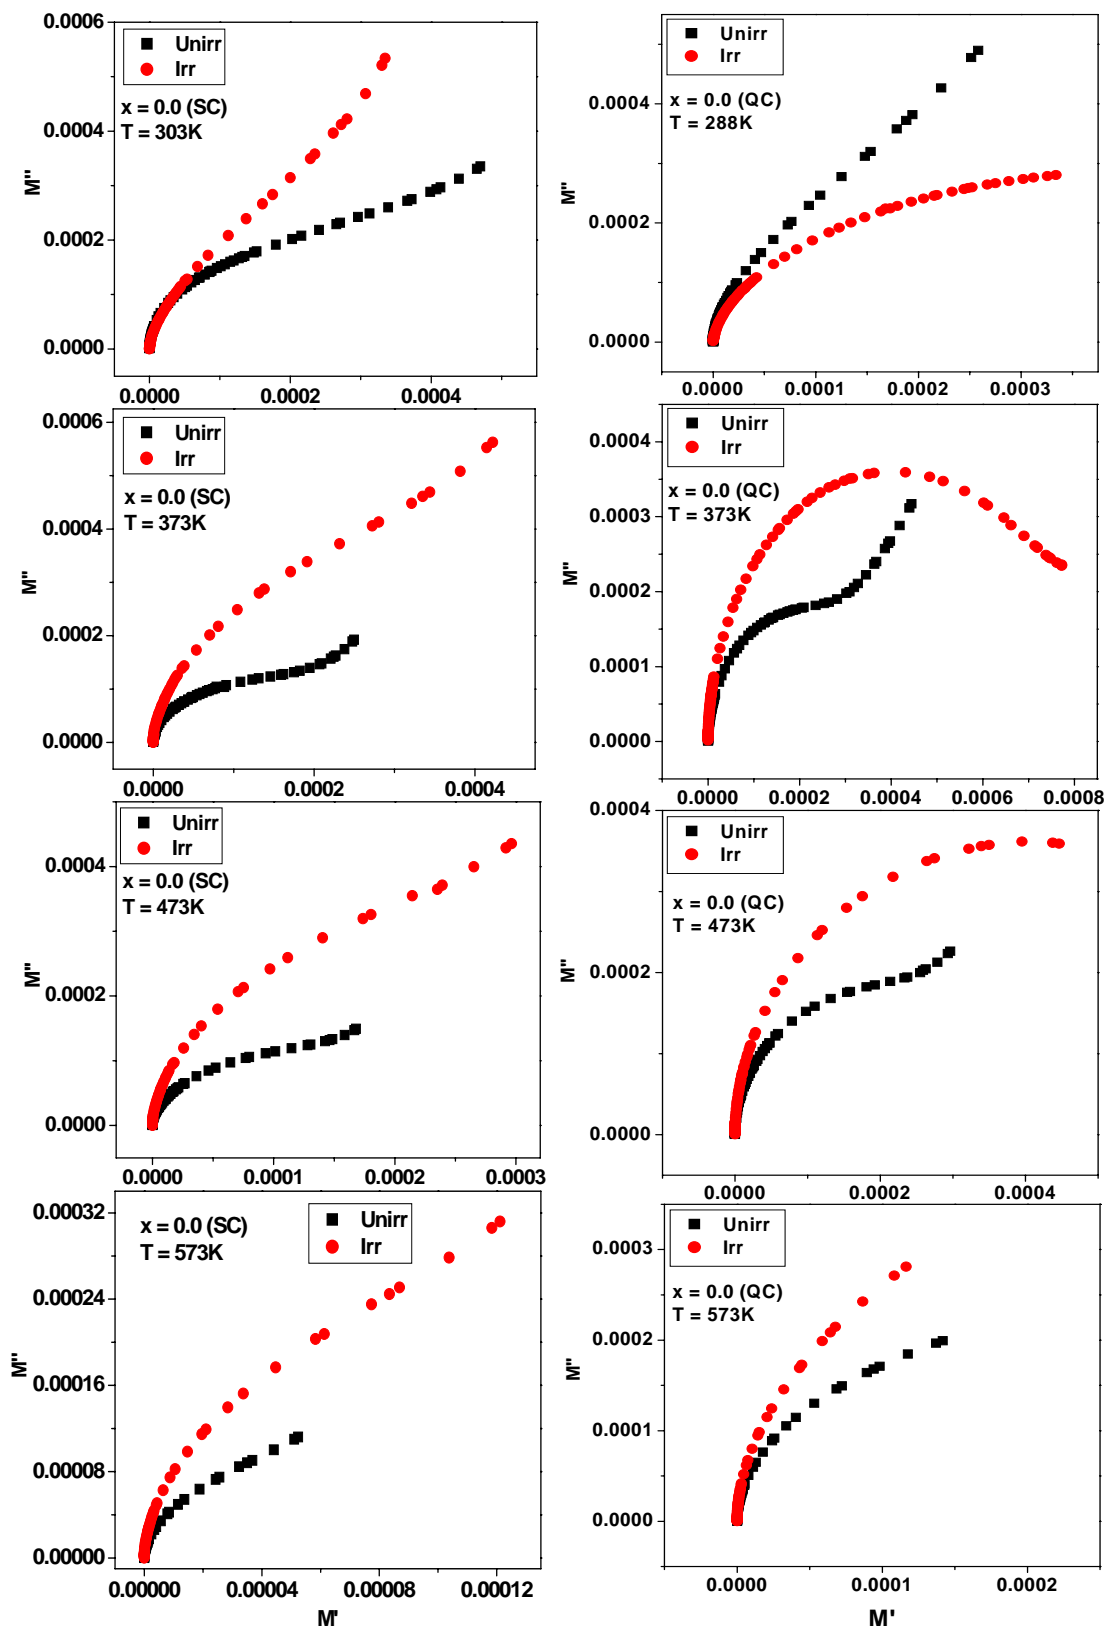 0.0006
Unirr
Irr
x = 0.0 (SC)
T = 303K
0.0004
M''
0.0002
0.0000
0.0000 0.0002 0.0004
Unirr
Irr
x = 0.0 (QC)
T = 288K
0.0004
M''
0.0002
0.0000
0.0000 0.0001 0.0002 0.0003
0.0006
Unirr
Irr
x = 0.0 (SC)
T = 373K
0.0004
M''
0.0002
0.0000
0.0000 0.0002 0.0004
0.0004
Unirr
Irr
x = 0.0 (QC)
T = 373K
0.0003
M''
0.0002
0.0001
0.0000
0.0000 0.0002 0.0004 0.0006 0.0008
Unirr
Irr
x = 0.0 (SC)
T = 473K
0.0004
M''
0.0002
0.0000
0.0000 0.0001 0.0002 0.0003
0.0004
Unirr
Irr
x = 0.0 (QC)
T = 473K
M''
0.0002
0.0000
0.0000 0.0002 0.0004
0.00032
x = 0.0 (SC)
T = 573K
Unirr
Irr
0.00024
M''
0.00016
0.00008
0.00000
0.00000 0.00004 0.00008 0.00012
M'
Unirr
Irr
x = 0.0 (QC)
T = 573K
0.0003
0.0002
M''
0.0001
0.0000
0.0000 0.0001 0.0002
M'